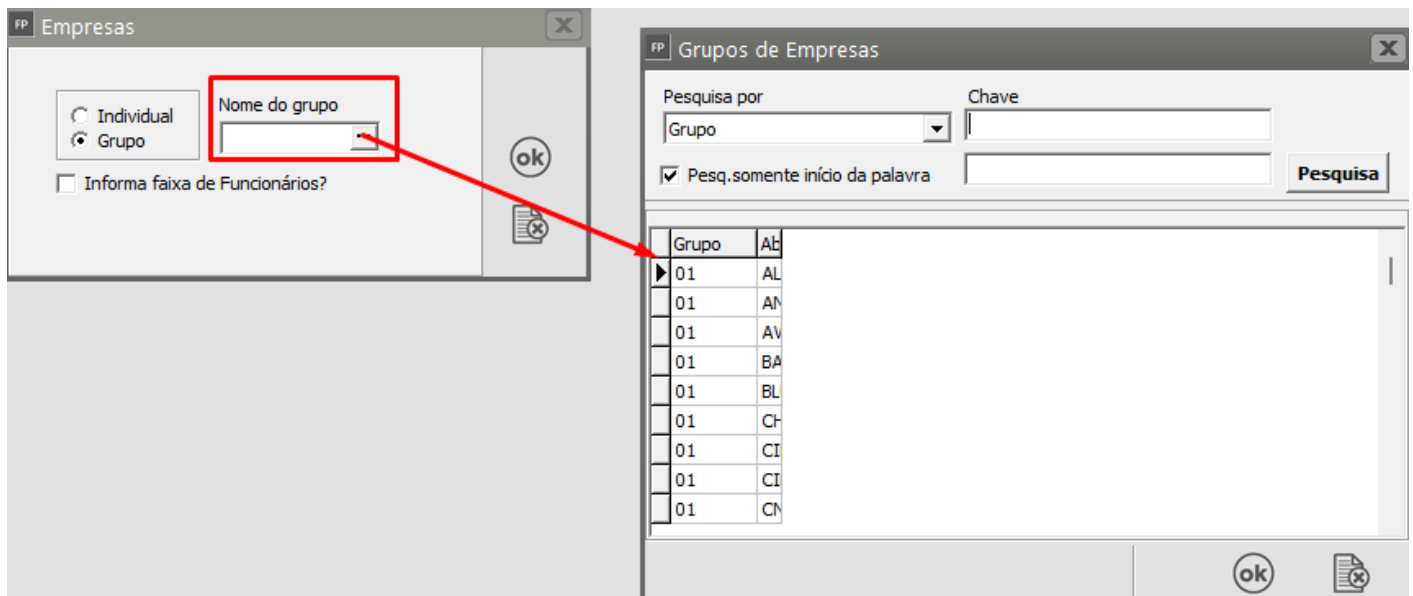 FP Empresas
Individual
Grupo
Nome do grupo
Informa faixa de Funcionários?
ok
FP Grupos de Empresas
Pesquisa por
Chave
Grupo
Pesq.somente início da palavra
Pesquisa
Grupo Ab
01 AL
01 AN
01 AV
01 BA
01 BL
01 CH
01 CI
01 CI
01 CN
ok